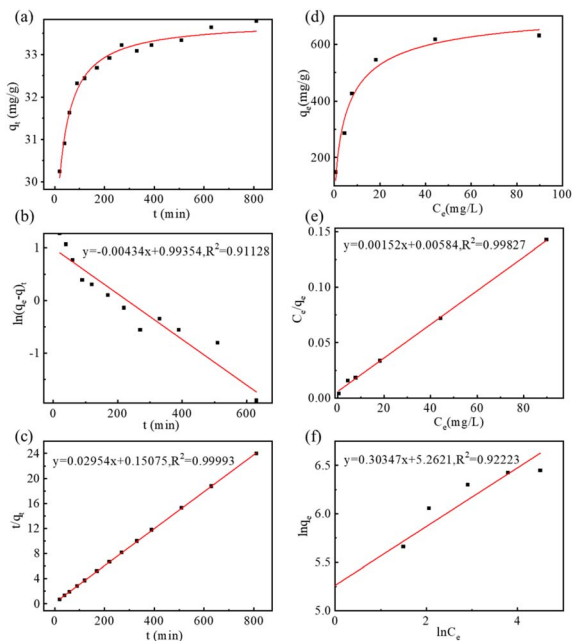 (a)
34
33
32
31
30
0
200
400
600
800
qt (mg/g)
t (min)
(b)
y=-0.00434x+0.99354,R²=0.91128
1
0
-1
0
200
400
600
ln(qe-q)t
t (min)
(c)
y=0.02954x+0.15075,R²=0.99993
24
20
16
12
8
4
0
0
200
400
600
800
t/qt
t (min)
(d)
600
400
200
0
20
40
60
80
100
qe(mg/g)
Ce(mg/L)
(e)
y=0.00152x+0.00584,R²=0.99827
0.15
0.10
0.05
0.00
0
20
40
60
80
Ce/qe
Ce(mg/L)
(f)
y=0.30347x+5.2621,R²=0.92223
6.5
6.0
5.5
5.0
0
2
4
lnqe
lnCe